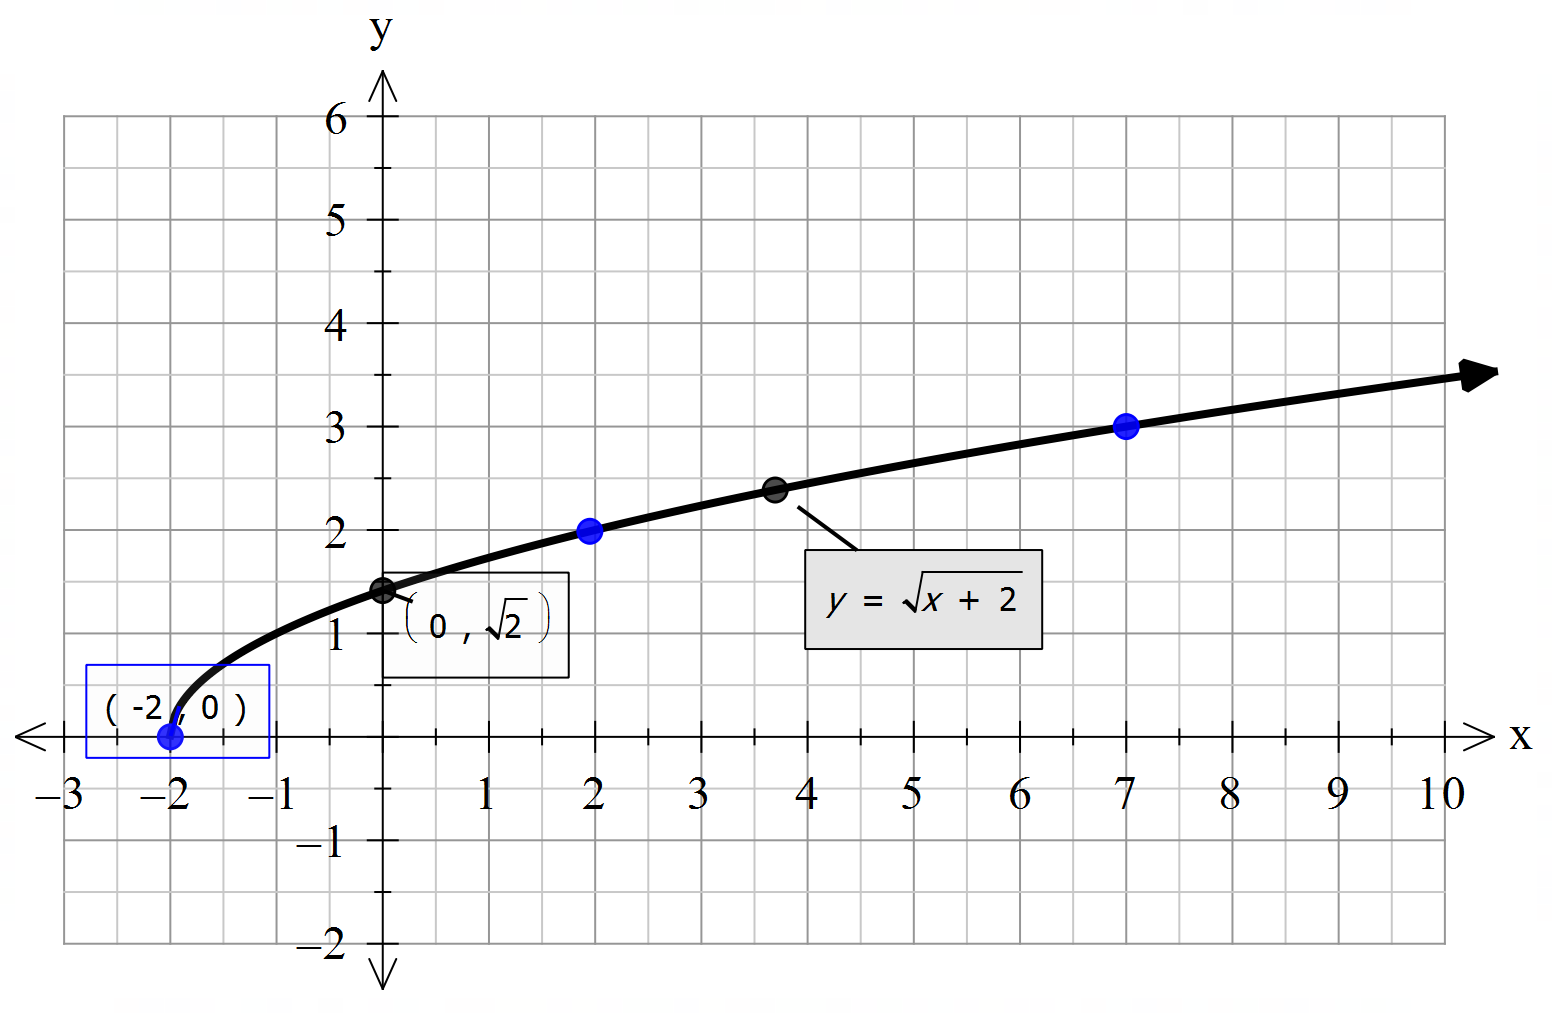 y
6
5
4
3
2
1
( 0 , √2 )
y = √x + 2
( -2 , 0 )
x
–3 –2 –1 1 2 3 4 5 6 7 8 9 10
–1
–2